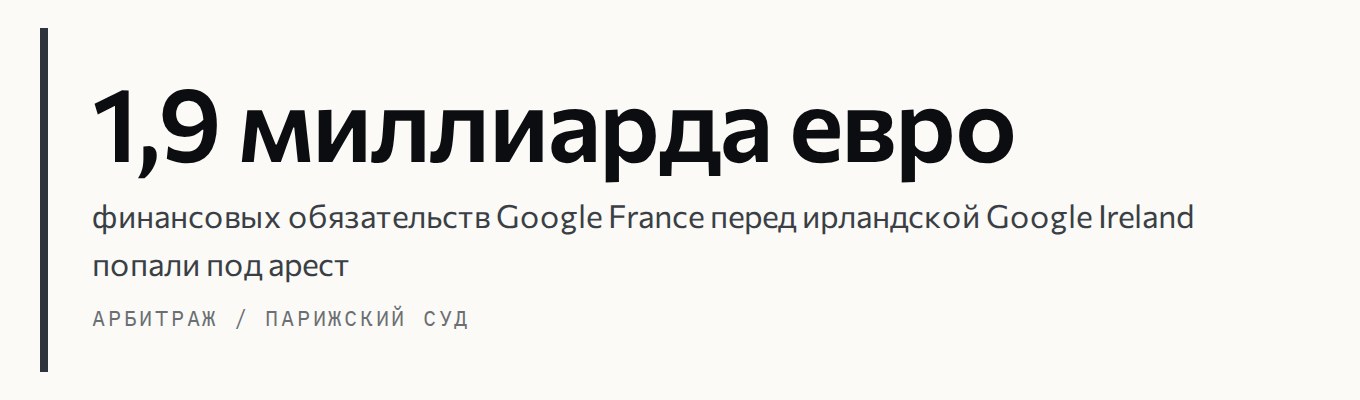 1,9 миллиарда евро
финансовых обязательств Google France перед ирландской Google Ireland
попали под арест
АРБИТРАЖ / ПАРИЖСКИЙ СУД